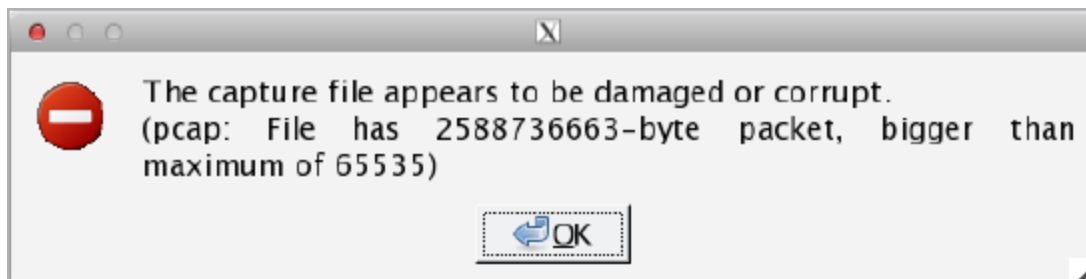 The capture file appears to be damaged or corrupt.
(pcap: File has 2588736663-byte packet, bigger than
maximum of 65535)
OK